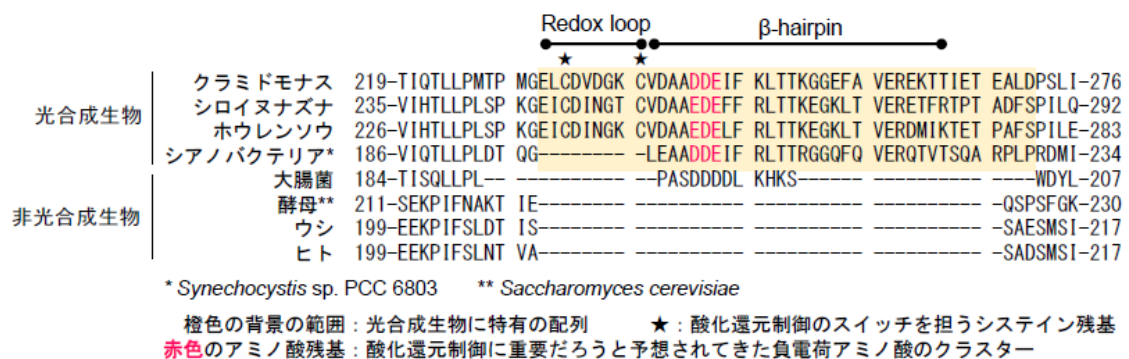 Redox loop β-hairpin
★ ★
クラミドモナス 219-TIQTLLPMTP MGELCDVDGK CVDAADDEIF KLTTKGGEFA VEREKTTIET EALDPSLI-276
シロイヌナズナ 235-VIHTLLPLSP KGEICDINGT CVDAAEDEFF RLTTKEGKLT VERETFRTPT ADFSPILQ-292
ホウレンソウ 226-VIHTLLPLSP KGEICDINGK CVDAAEDELF RLTTKEGKLT VERDMIKTET PAFSPILE-283
シアノバクテリア* 186-VIQTLLPLDT QG-------- -LEAADDEIF RLTTRGGQFQ VERQTVTSQA RPLPRDMI-234
大腸菌 184-TISQLLPL-- ---------- --PASDDDDL KHKS------ ---------- ----WDYL-207
酵母** 211-SEKPIFNAKT IE-------- ---------- ---------- ---------- -QSPSFGK-230
ウシ 199-EEKPIFSLDT IS-------- ---------- ---------- ---------- -SAESMSI-217
ヒト 199-EEKPIFSLNT VA-------- ---------- ---------- ---------- -SADSMSI-217
光合成生物
非光合成生物
* Synechocystis sp. PCC 6803 ** Saccharomyces cerevisiae
橙色の背景の範囲：光合成生物に特有の配列 ★：酸化還元制御のスイッチを担うシステイン残基
赤色のアミノ酸残基：酸化還元制御に重要だろうと予想されてきた負電荷アミノ酸のクラスター